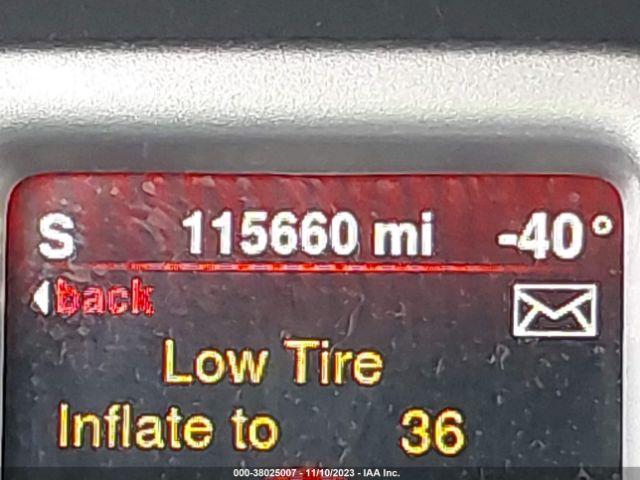 S 115660 mi -40°
back
Low Tire
Inflate to 36
000-38025007 - 11/10/2023 - IAA Inc.